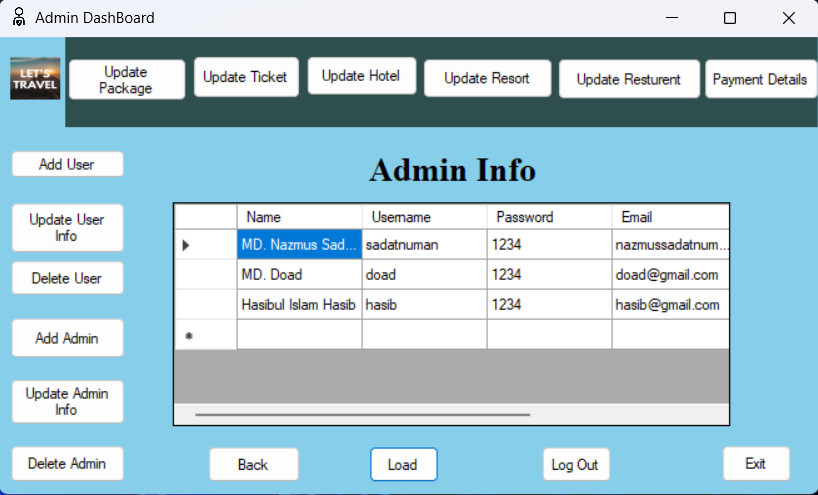 Admin DashBoard
LET'S
TRAVEL
Update
Package
Update Ticket
Update Hotel
Update Resort
Update Resturent
Payment Details
Add User
Update User
Info
Delete User
Add Admin
Update Admin
Info
Delete Admin
Admin Info
Name Username Password Email
MD. Nazmus Sad... sadatnuman 1234 nazmussadatnum...
MD. Doad doad 1234 doad@gmail.com
Hasibul Islam Hasib hasib 1234 hasib@gmail.com
Back
Load
Log Out
Exit